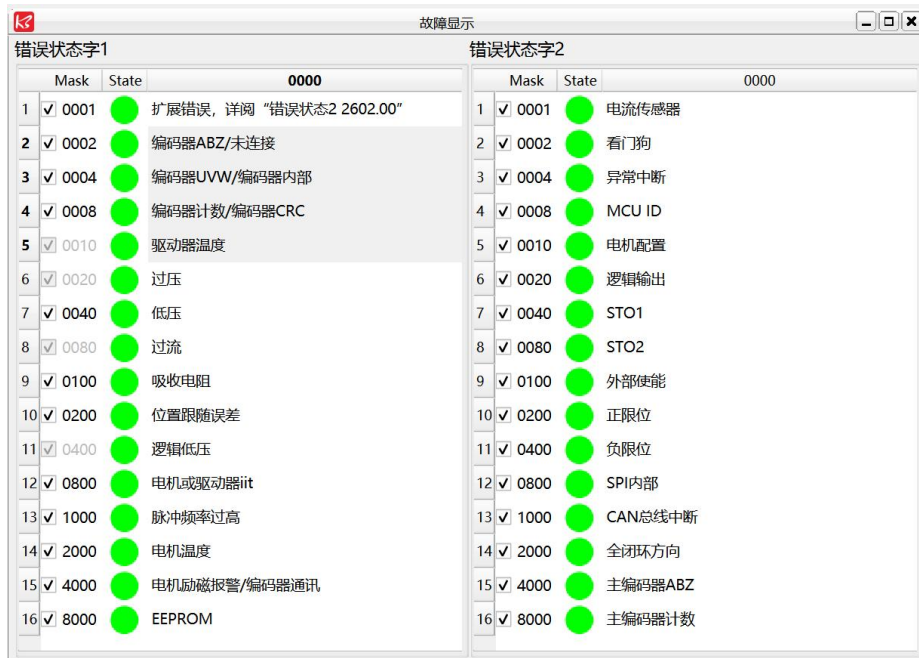 故障显示
错误状态字1
Mask State 0000
1 0001 扩展错误，详阅“错误状态2 2602.00”
2 0002 编码器ABZ/未连接
3 0004 编码器UVW/编码器内部
4 0008 编码器计数/编码器CRC
5 0010 驱动器温度
6 0020 过压
7 0040 低压
8 0080 过流
9 0100 吸收电阻
10 0200 位置跟随误差
11 0400 逻辑低压
12 0800 电机或驱动器iit
13 1000 脉冲频率过高
14 2000 电机温度
15 4000 电机励磁报警/编码器通讯
16 8000 EEPROM
错误状态字2
Mask State 0000
1 0001 电流传感器
2 0002 看门狗
3 0004 异常中断
4 0008 MCU ID
5 0010 电机配置
6 0020 逻辑输出
7 0040 STO1
8 0080 STO2
9 0100 外部使能
10 0200 正限位
11 0400 负限位
12 0800 SPI内部
13 1000 CAN总线中断
14 2000 全闭环方向
15 4000 主编码器ABZ
16 8000 主编码器计数